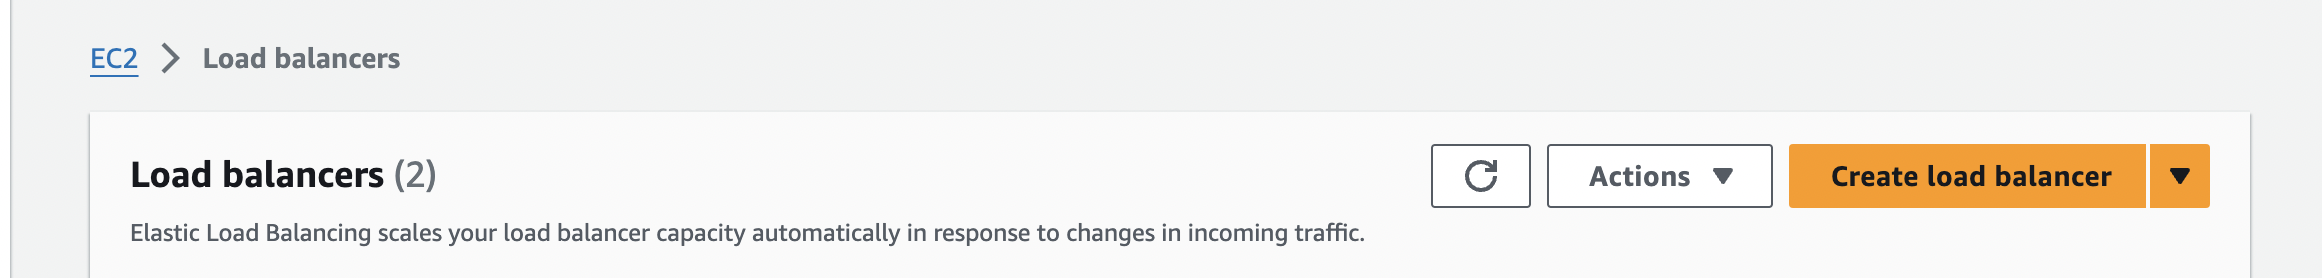 EC2 > Load balancers
Load balancers (2)
Actions
Create load balancer
Elastic Load Balancing scales your load balancer capacity automatically in response to changes in incoming traffic.